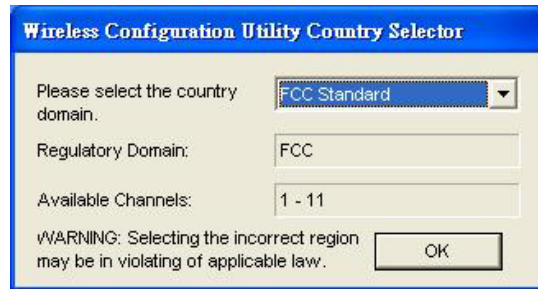 Wireless Configuration Utility Country Selector
Please select the country domain.
FCC Standard
Regulatory Domain:
FCC
Available Channels:
1 - 11
WARNING: Selecting the incorrect region
may be in violating of applicable law.
OK